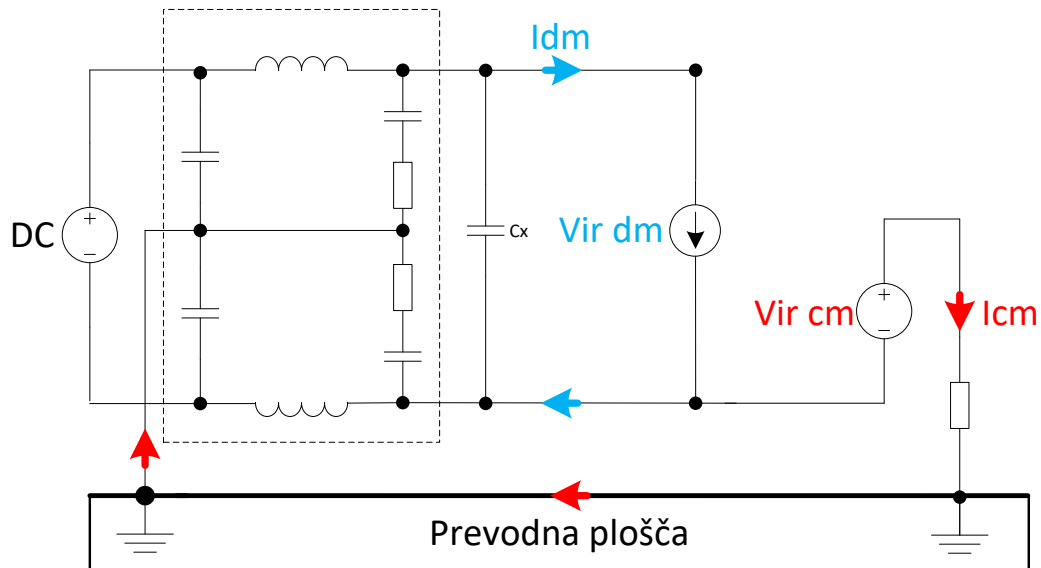 Idm
DC
+
−
Cx
Vir dm
Vir cm
+
−
Icm
Prevodna plošča